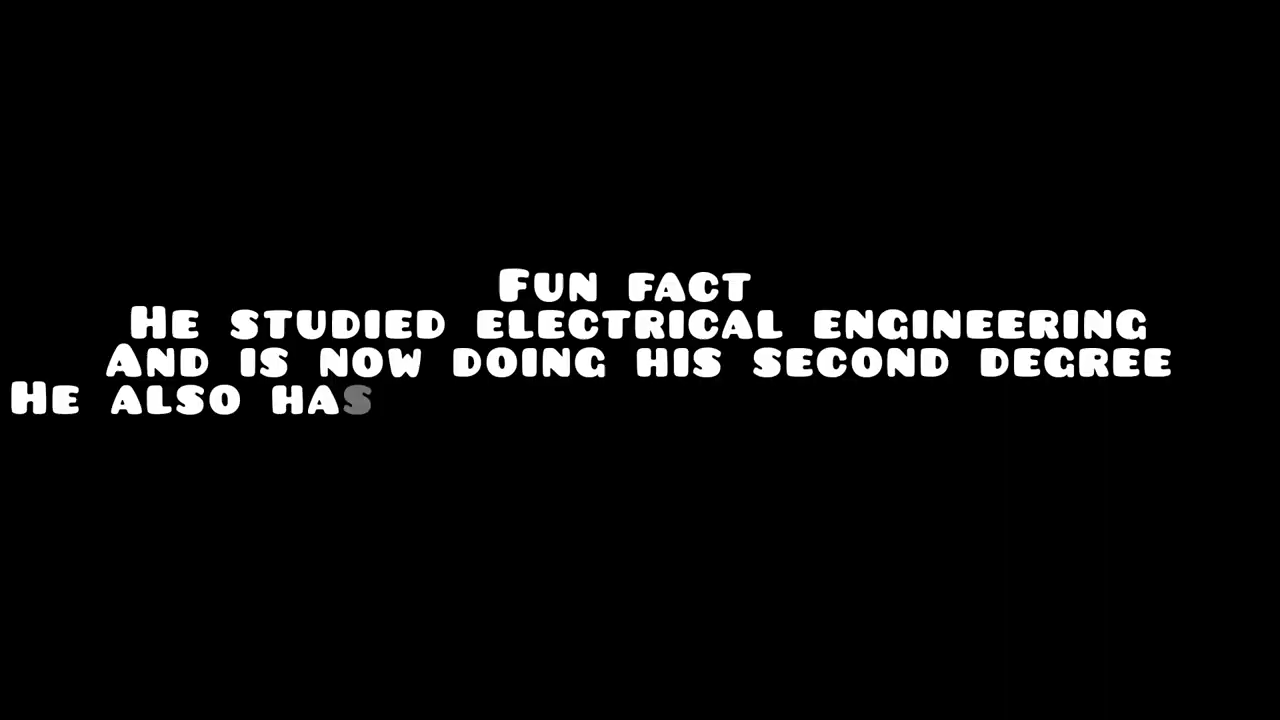 Fun fact
He studied electrical engineering
And is now doing his second degree
He also has